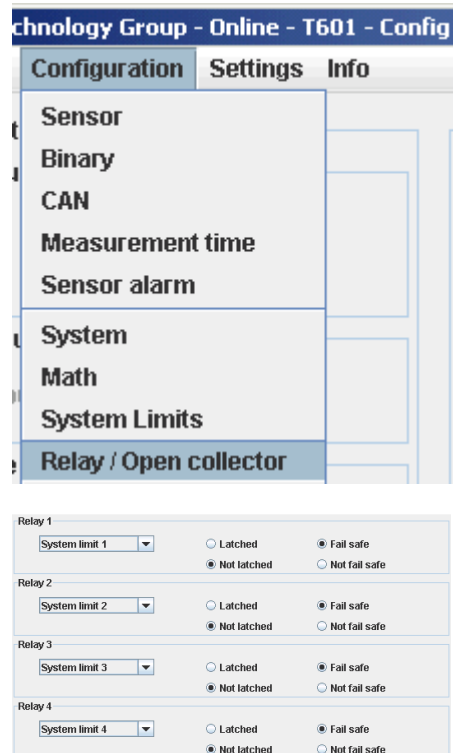 chnology Group - Online - T601 - Config
Configuration Settings Info
Sensor
Binary
CAN
Measurement time
Sensor alarm
System
Math
System Limits
Relay / Open collector
Relay 1
System limit 1 Latched Fail safe
Not latched Not fail safe
Relay 2
System limit 2 Latched Fail safe
Not latched Not fail safe
Relay 3
System limit 3 Latched Fail safe
Not latched Not fail safe
Relay 4
System limit 4 Latched Fail safe
Not latched Not fail safe